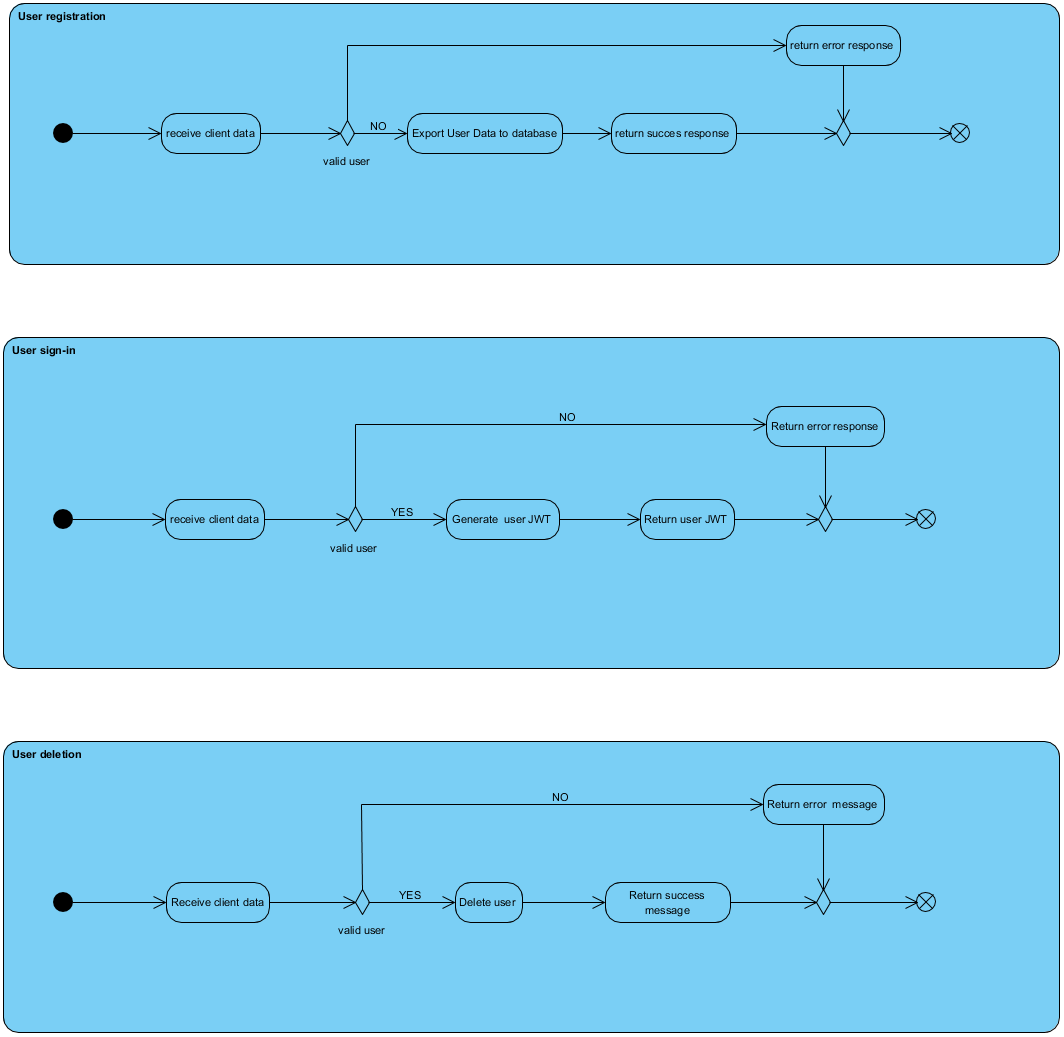 User registration
return error response
receive client data
NO
Export User Data to database
return succes response
valid user
User sign-in
NO
Return error response
receive client data
YES
Generate user JWT
Return user JWT
valid user
User deletion
NO
Return error message
Receive client data
YES
Delete user
Return success
message
valid user